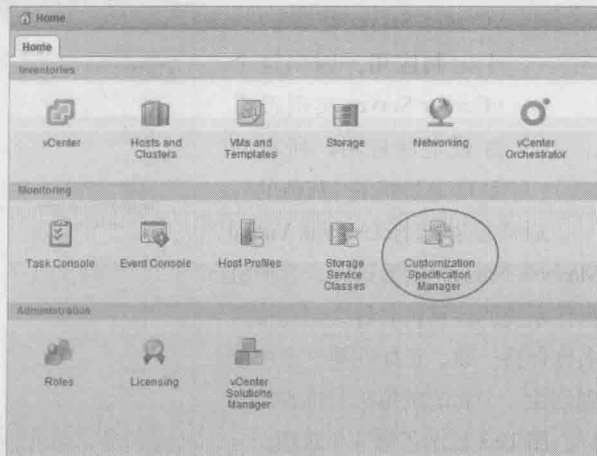 Home
Home
Inventories
vCenter
Hosts and
Clusters
VMs and
Templates
Storage
Networking
vCenter
Orchestrator
Monitoring
Task Console
Event Console
Host Profiles
Storage
Service
Classes
Customization
Specification
Manager
Administration
Roles
Licensing
vCenter
Solutions
Manager